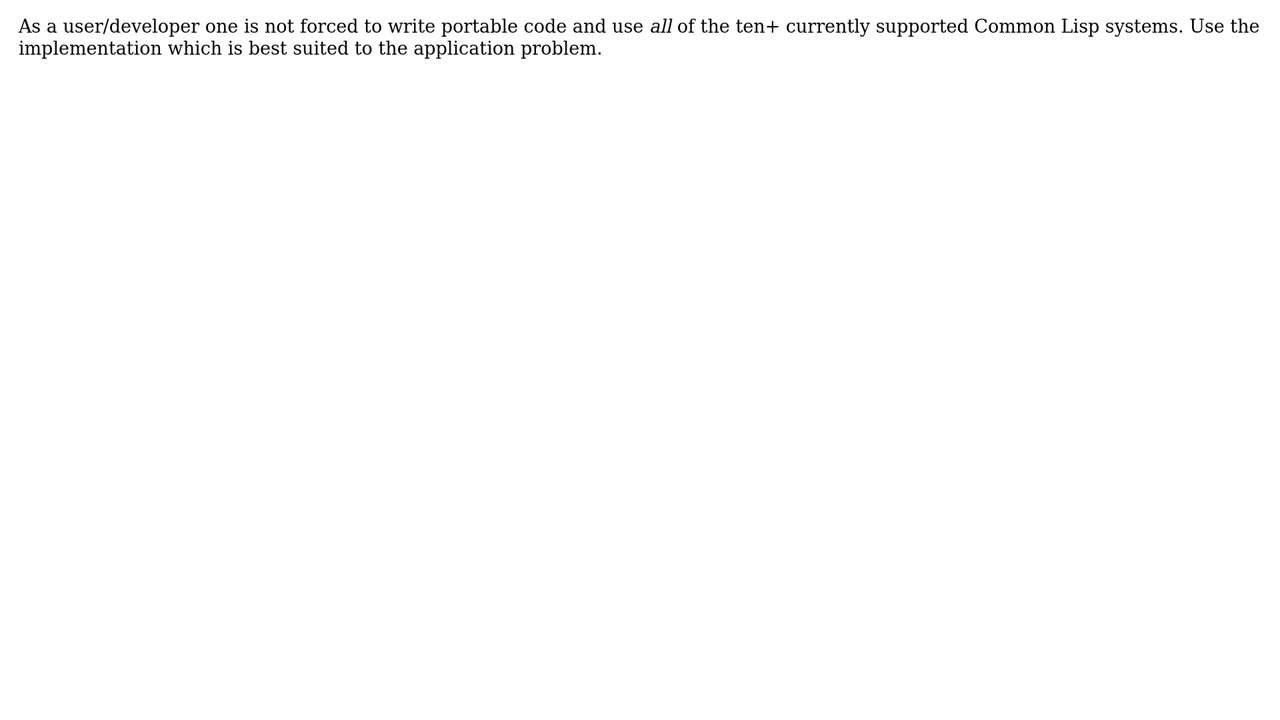 As a user/developer one is not forced to write portable code and use all of the ten+ currently supported Common Lisp systems. Use the
implementation which is best suited to the application problem.